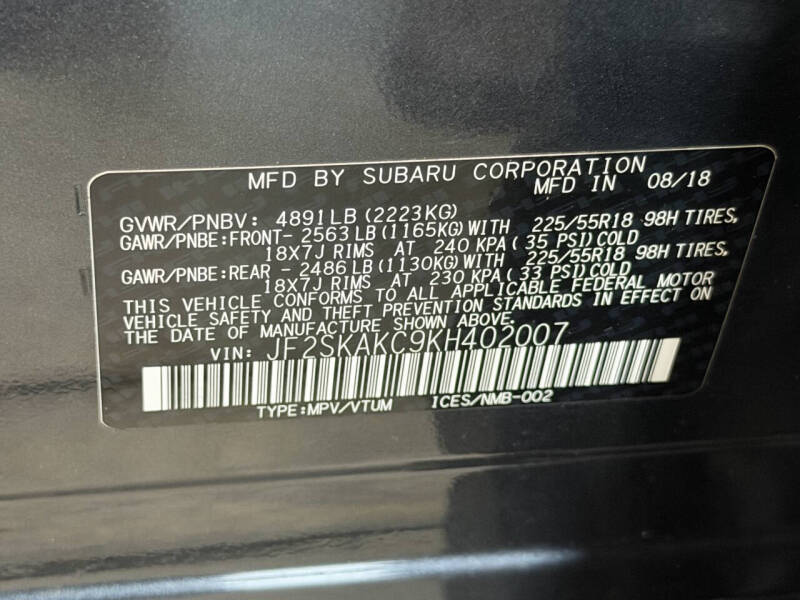 MFD BY SUBARU CORPORATION
MFD IN 08/18
GVWR/PNBV: 4891LB(2223KG)
GAWR/PNBE:FRONT- 2563LB(1165KG)WITH 225/55R18 98H TIRES,
18X7J RIMS AT 240 KPA(35 PSI)COLD
GAWR/PNBE:REAR - 2486LB(1130KG)WITH 225/55R18 98H TIRES,
18X7J RIMS AT 230 KPA(33 PSI)COLD
THIS VEHICLE CONFORMS TO ALL APPLICABLE FEDERAL MOTOR
VEHICLE SAFETY AND THEFT PREVENTION STANDARDS IN EFFECT ON
THE DATE OF MANUFACTURE SHOWN ABOVE.
VIN: JF2SKAKC9KH402007
TYPE:MPV/VTUM ICES/NMB-002